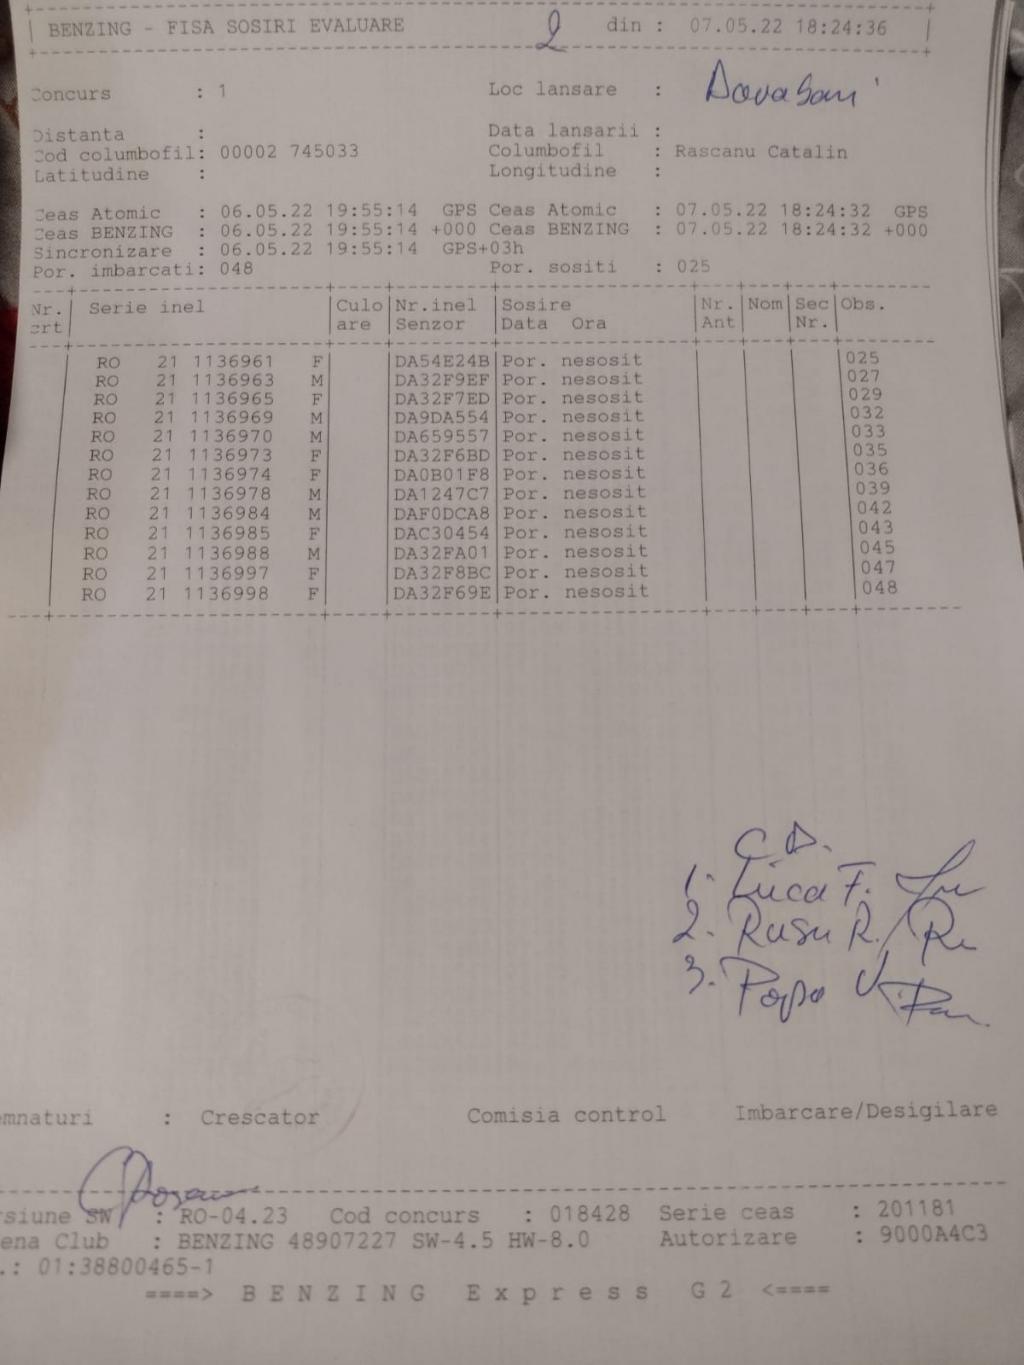 BENZING - FISA SOSIRI EVALUARE 2 din : 07.05.22 18:24:36
Concurs : 1 Loc lansare :
Distanta : Data lansarii :
Cod columbofil: 00002 745033 Columbofil : Rascanu Catalin
Latitudine : Longitudine :
Ceas Atomic : 06.05.22 19:55:14 GPS Ceas Atomic : 07.05.22 18:24:32 GPS
Ceas BENZING : 06.05.22 19:55:14 +000 Ceas BENZING : 07.05.22 18:24:32 +000
Sincronizare : 06.05.22 19:55:14 GPS+03h
Por. imbarcati: 048 Por. sositi : 025
Nr. Serie inel Culo Nr.inel Sosire Nr. Nom Sec Obs.
crt are Senzor Data Ora Ant Nr.
RO 21 1136961 F DA54E24B Por. nesosit 025
RO 21 1136963 M DA32F9EF Por. nesosit 027
RO 21 1136965 F DA32F7ED Por. nesosit 029
RO 21 1136969 M DA9DA554 Por. nesosit 032
RO 21 1136970 M DA659557 Por. nesosit 033
RO 21 1136973 F DA32F6BD Por. nesosit 035
RO 21 1136974 F DA0B01F8 Por. nesosit 036
RO 21 1136978 M DA1247C7 Por. nesosit 039
RO 21 1136984 M DAF0DCA8 Por. nesosit 042
RO 21 1136985 F DAC30454 Por. nesosit 043
RO 21 1136988 M DA32FA01 Por. nesosit 045
RO 21 1136997 F DA32F8BC Por. nesosit 047
RO 21 1136998 F DA32F69E Por. nesosit 048
C.D.
1. Luca F.
2. Rusu R.
3. Popa V.
emnaturi : Crescator Comisia control Imbarcare/Desigilare
rsiune SW : RO-04.23 Cod concurs : 018428 Serie ceas : 201181
ena Club : BENZING 48907227 SW-4.5 HW-8.0 Autorizare : 9000A4C3
.: 01:38800465-1
====> BENZING Express G2 <====